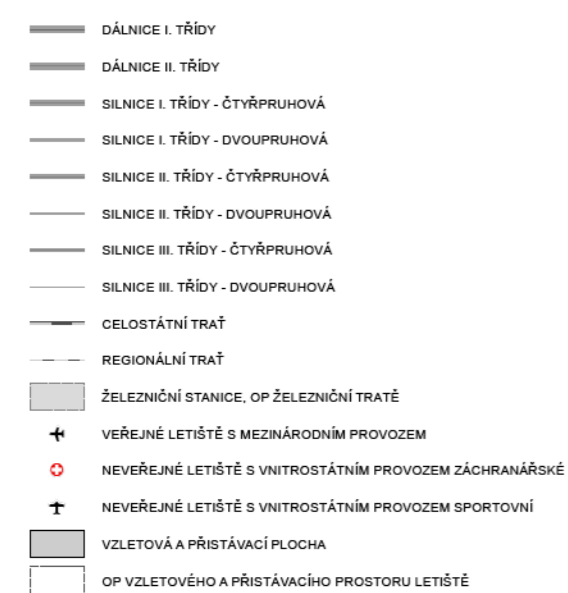 DÁLNICE I. TŘÍDY
DÁLNICE II. TŘÍDY
SILNICE I. TŘÍDY - ČTYŘPRUHOVÁ
SILNICE I. TŘÍDY - DVOUPRUHOVÁ
SILNICE II. TŘÍDY - ČTYŘPRUHOVÁ
SILNICE II. TŘÍDY - DVOUPRUHOVÁ
SILNICE III. TŘÍDY - ČTYŘPRUHOVÁ
SILNICE III. TŘÍDY - DVOUPRUHOVÁ
CELOSTÁTNÍ TRAŤ
REGIONÁLNÍ TRAŤ
ŽELEZNIČNÍ STANICE, OP ŽELEZNIČNÍ TRATĚ
VEŘEJNÉ LETIŠTĚ S MEZINÁRODNÍM PROVOZEM
NEVEŘEJNÉ LETIŠTĚ S VNITROSTÁTNÍM PROVOZEM ZÁCHRANÁŘSKÉ
NEVEŘEJNÉ LETIŠTĚ S VNITROSTÁTNÍM PROVOZEM SPORTOVNÍ
VZLETOVÁ A PŘISTÁVACÍ PLOCHA
OP VZLETOVÉHO A PŘISTÁVACÍHO PROSTORU LETIŠTĚ